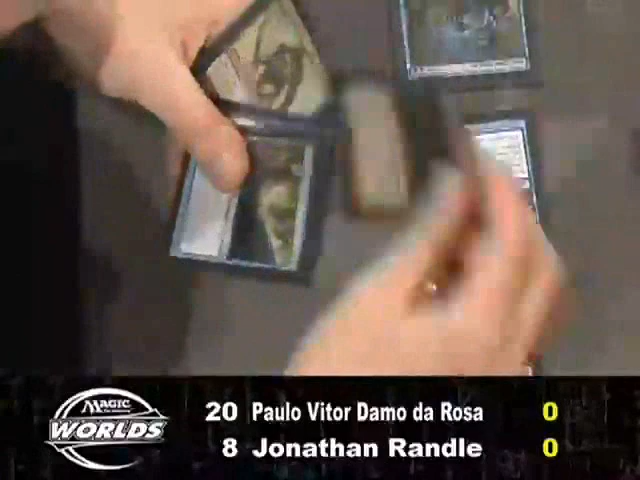 20 Paulo Vitor Damo da Rosa 0
MAGIC
WORLDS
8 Jonathan Randle 0